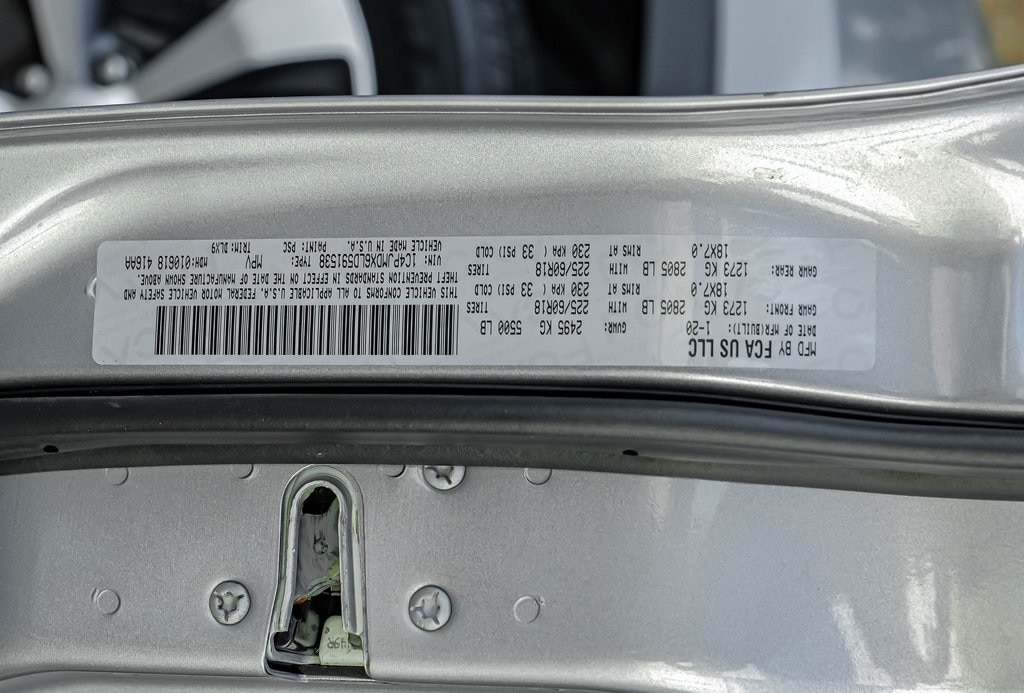 MFD BY FCA US LLC
DATE OF MFR(BUILT): 1-20 GVWR: 2495 KG 5500 LB
GAWR FRONT: 1273 KG 2805 LB WITH 225/60R18 TIRES
18X7.0 RIMS AT 230 KPA ( 33 PSI) COLD
GAWR REAR: 1273 KG 2805 LB WITH 225/60R18 TIRES
18X7.0 RIMS AT 230 KPA ( 33 PSI) COLD
THIS VEHICLE CONFORMS TO ALL APPLICABLE U.S.A. FEDERAL MOTOR VEHICLE SAFETY AND
THEFT PREVENTION STANDARDS IN EFFECT ON THE DATE OF MANUFACTURE SHOWN ABOVE.
VIN: 1C4PJMDX6LD591538 TYPE: MPV MDH:010618 416AA
VEHICLE MADE IN U.S.A. PAINT: PSC TRIM: DLX9